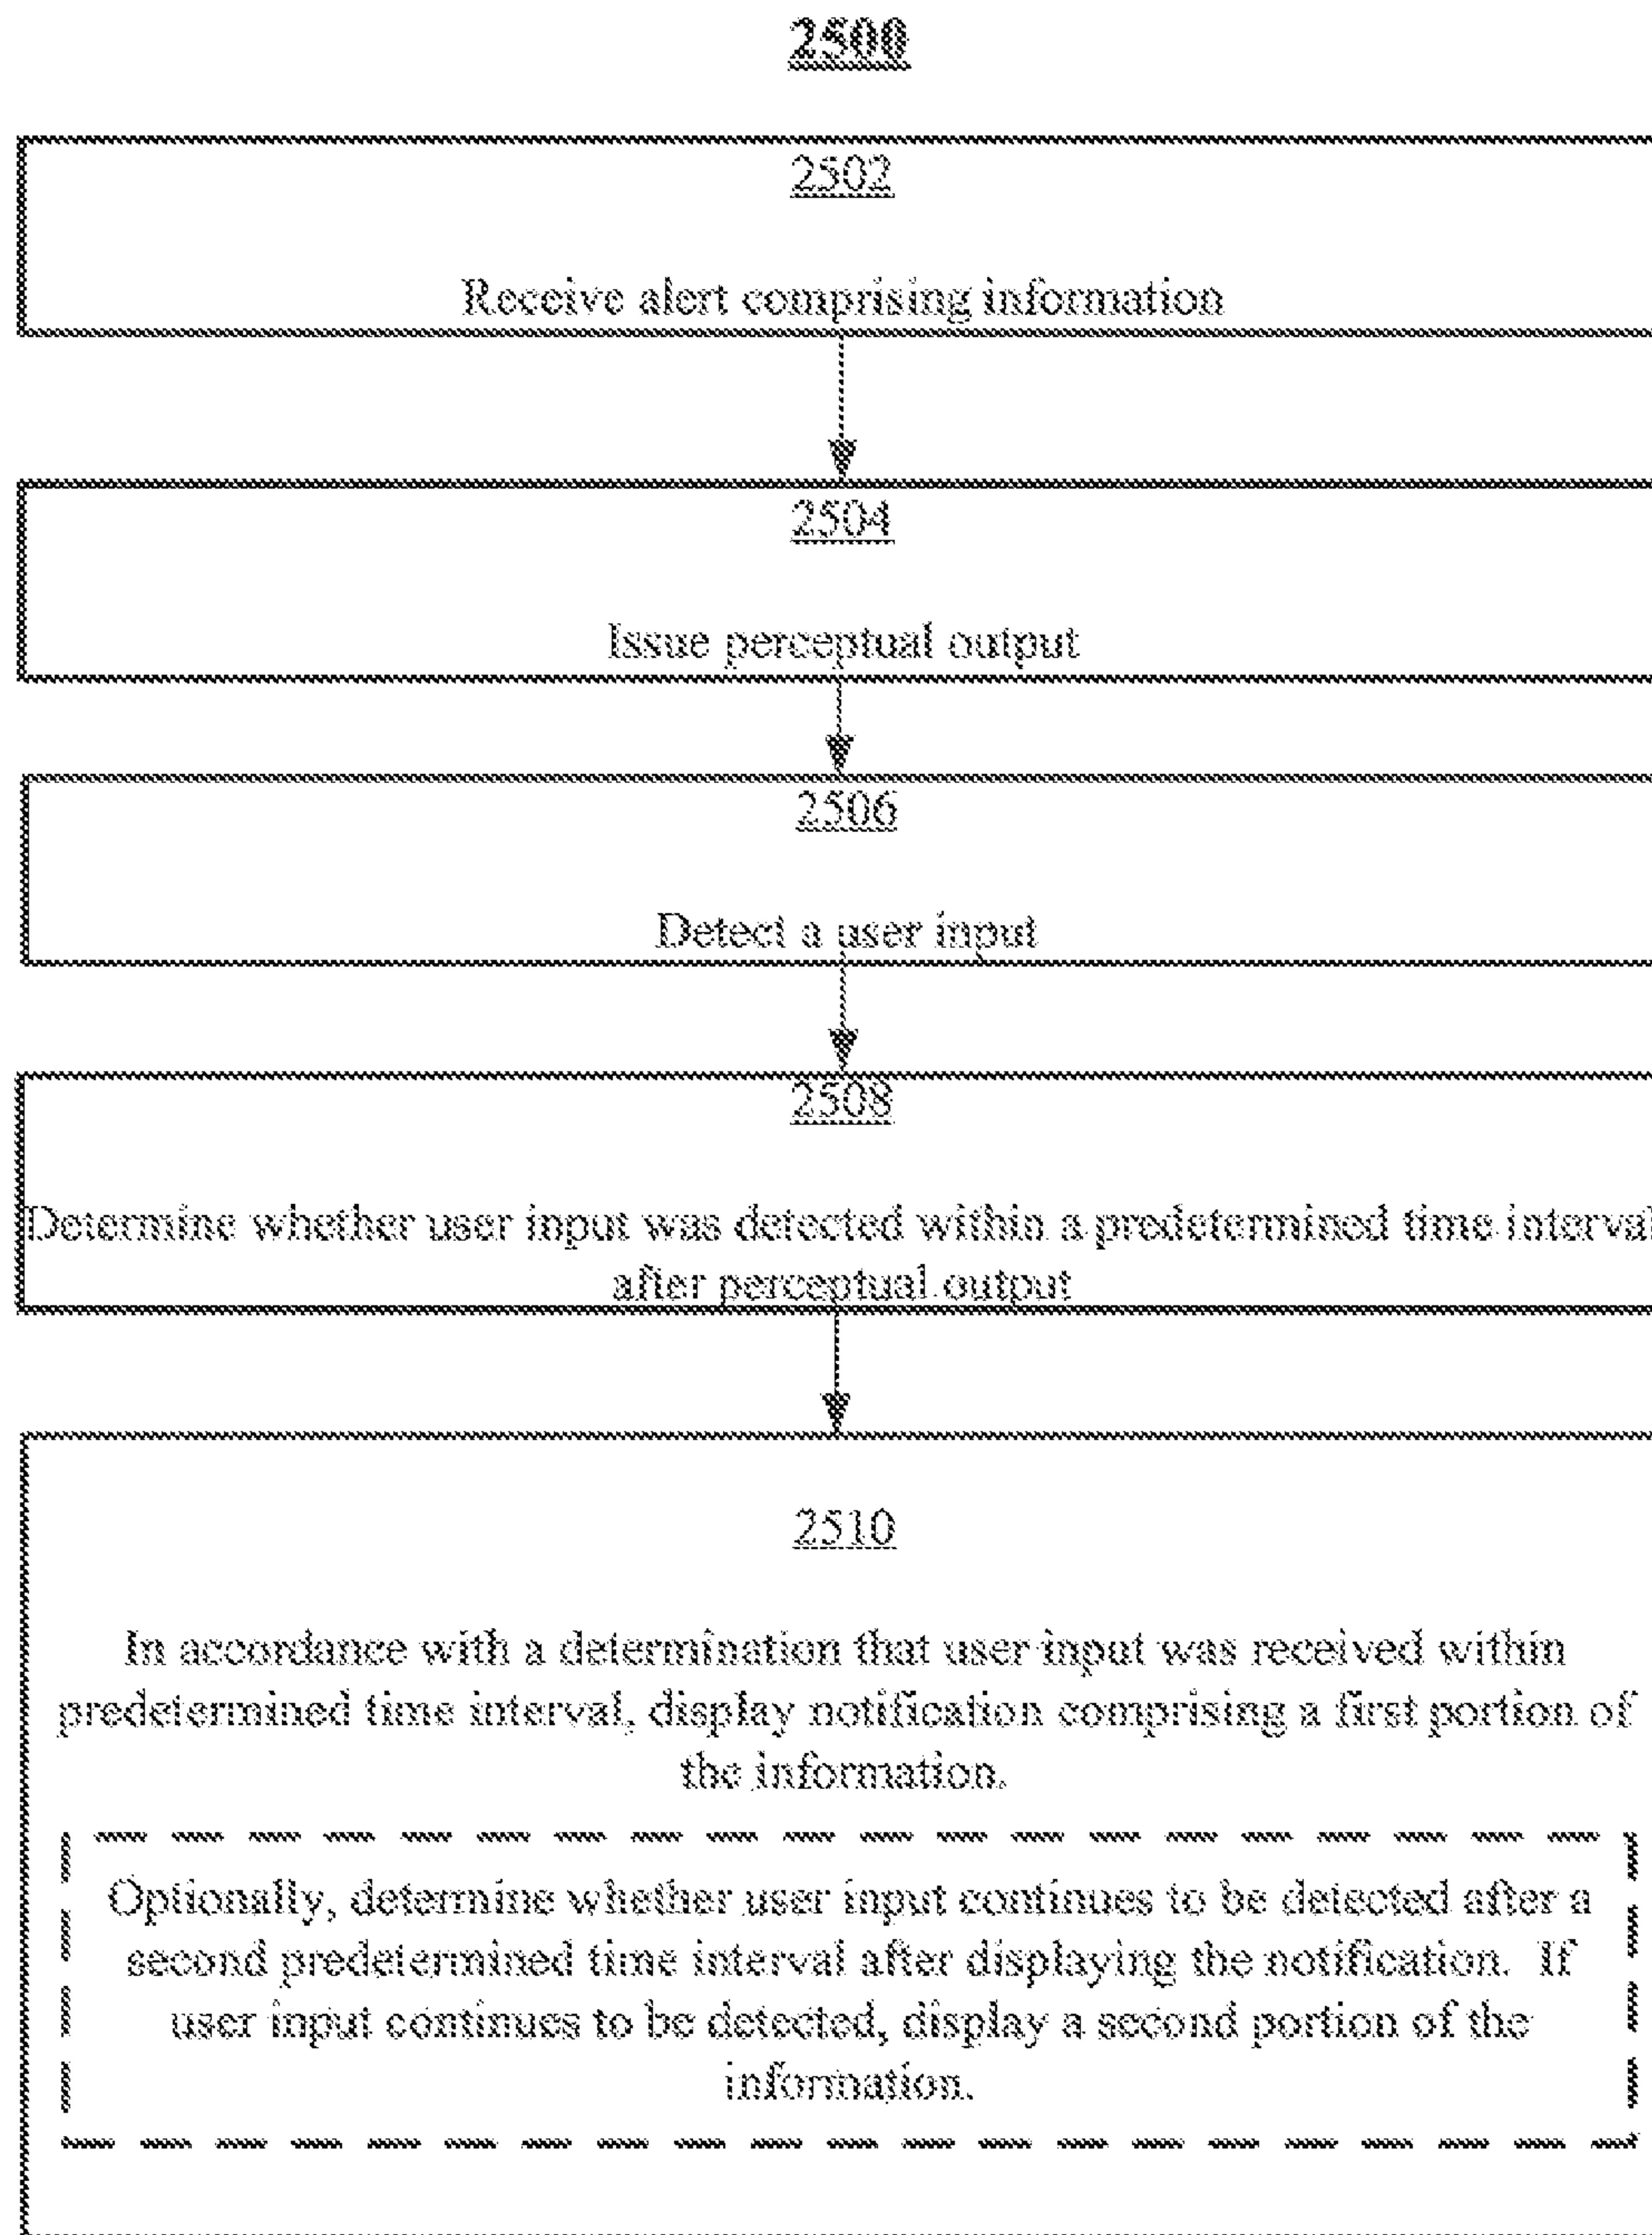 2500
2502
Receive alert comprising information
2504
Issue perceptual output
2506
Detect a user input
2508
Determine whether user input was detected within a predetermined time interval
after perceptual output
2510
In accordance with a determination that user input was received within
predetermined time interval, display notification comprising a first portion of
the information.
Optionally, determine whether user input continues to be detected after a
second predetermined time interval after displaying the notification. If
user input continues to be detected, display a second portion of the
information.